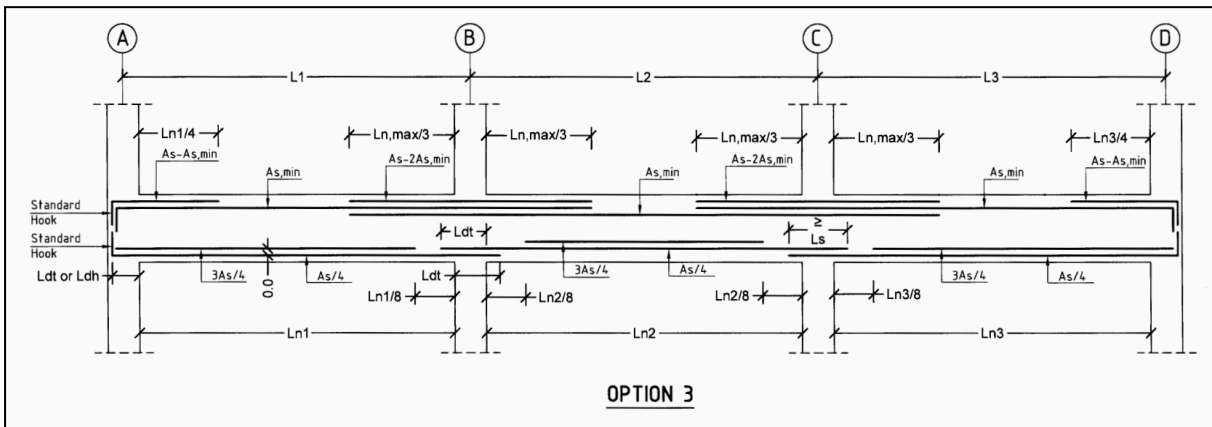 A
B
C
D
L1
L2
L3
Ln1/4
Ln,max/3
Ln,max/3
Ln,max/3
Ln,max/3
Ln3/4
As-As,min
As,min
As-2As,min
As,min
As-2As,min
As,min
As-As,min
Standard
Hook
Standard
Hook
Ldt
≥
Ls
Ldt or Ldh
3As/4
0.0
As/4
Ldt
3As/4
As/4
3As/4
As/4
Ln1/8
Ln2/8
Ln2/8
Ln3/8
Ln1
Ln2
Ln3
OPTION 3